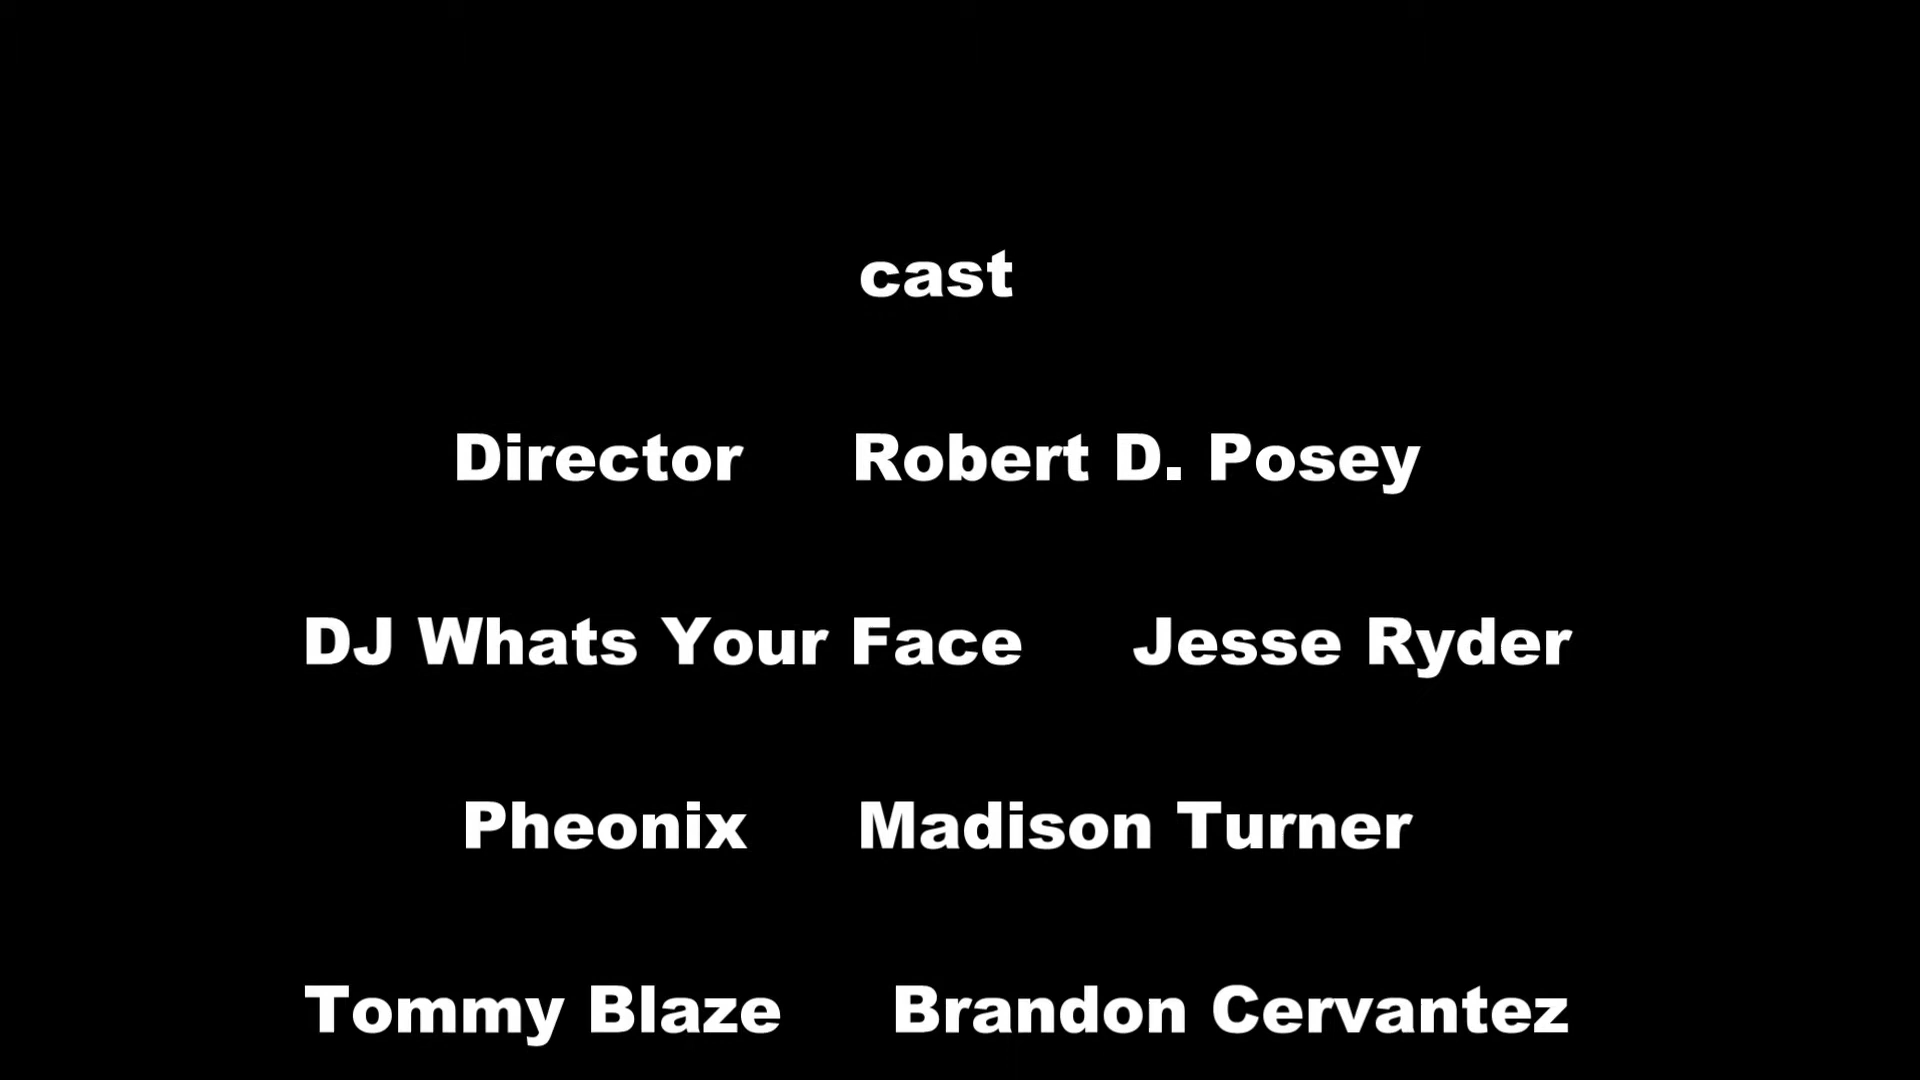 cast
Director Robert D. Posey
DJ Whats Your Face Jesse Ryder
Pheonix Madison Turner
Tommy Blaze Brandon Cervantez